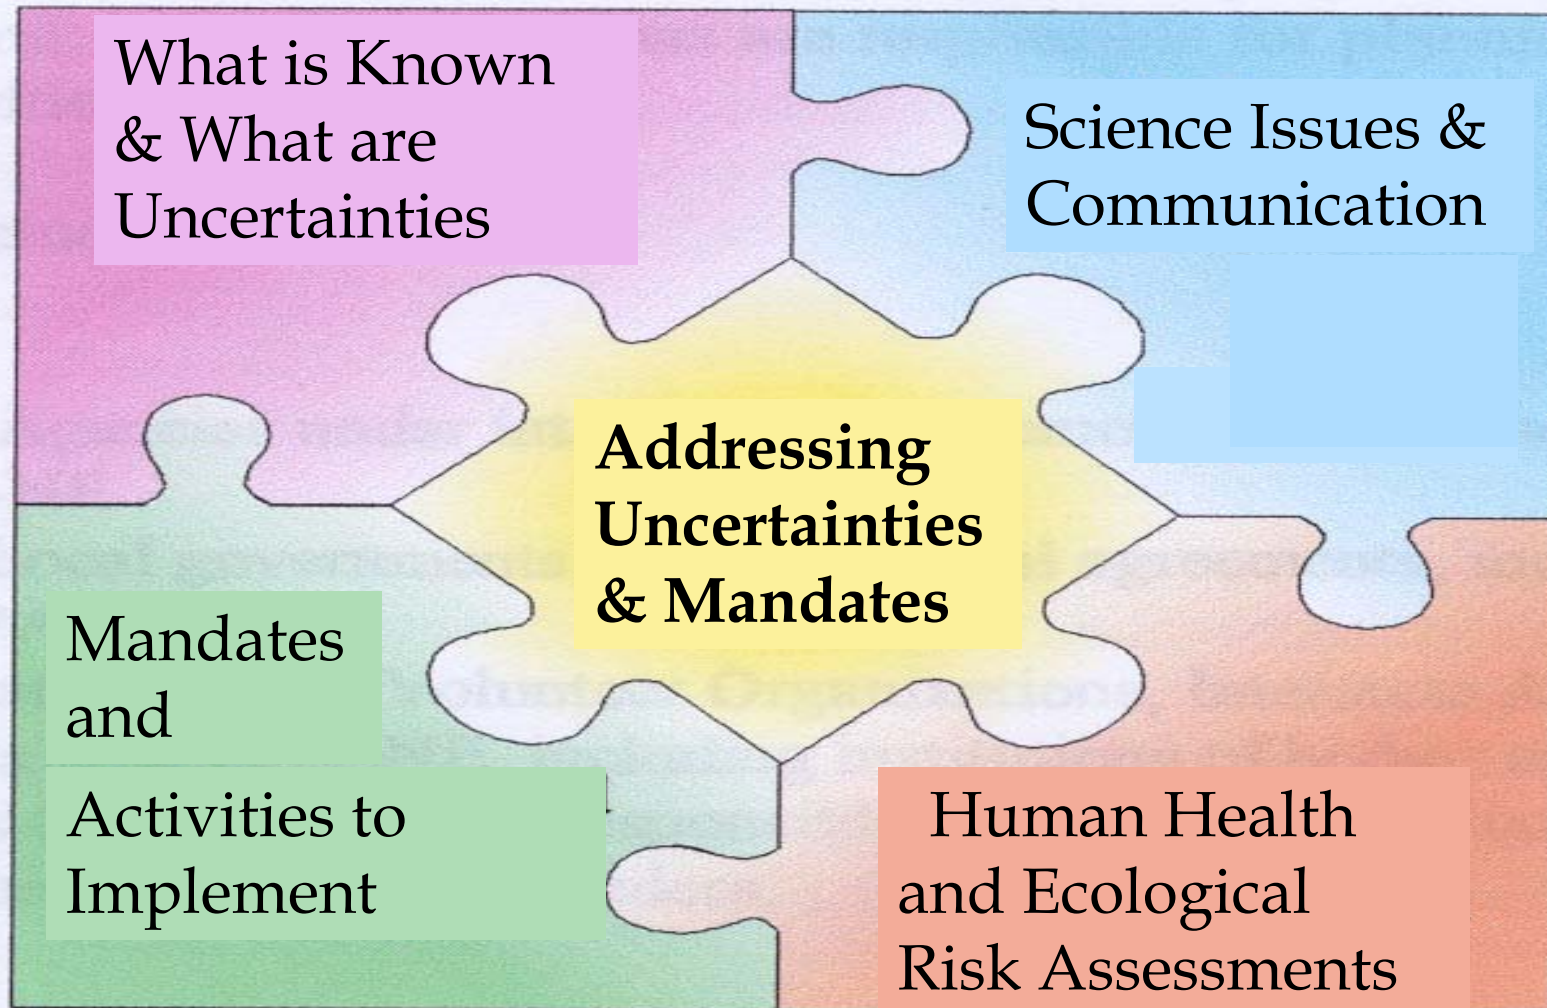 What is Known
& What are
Uncertainties
Science Issues &
Communication
Addressing
Uncertainties
& Mandates
Mandates
and
Activities to
Implement
Human Health
and Ecological
Risk Assessments